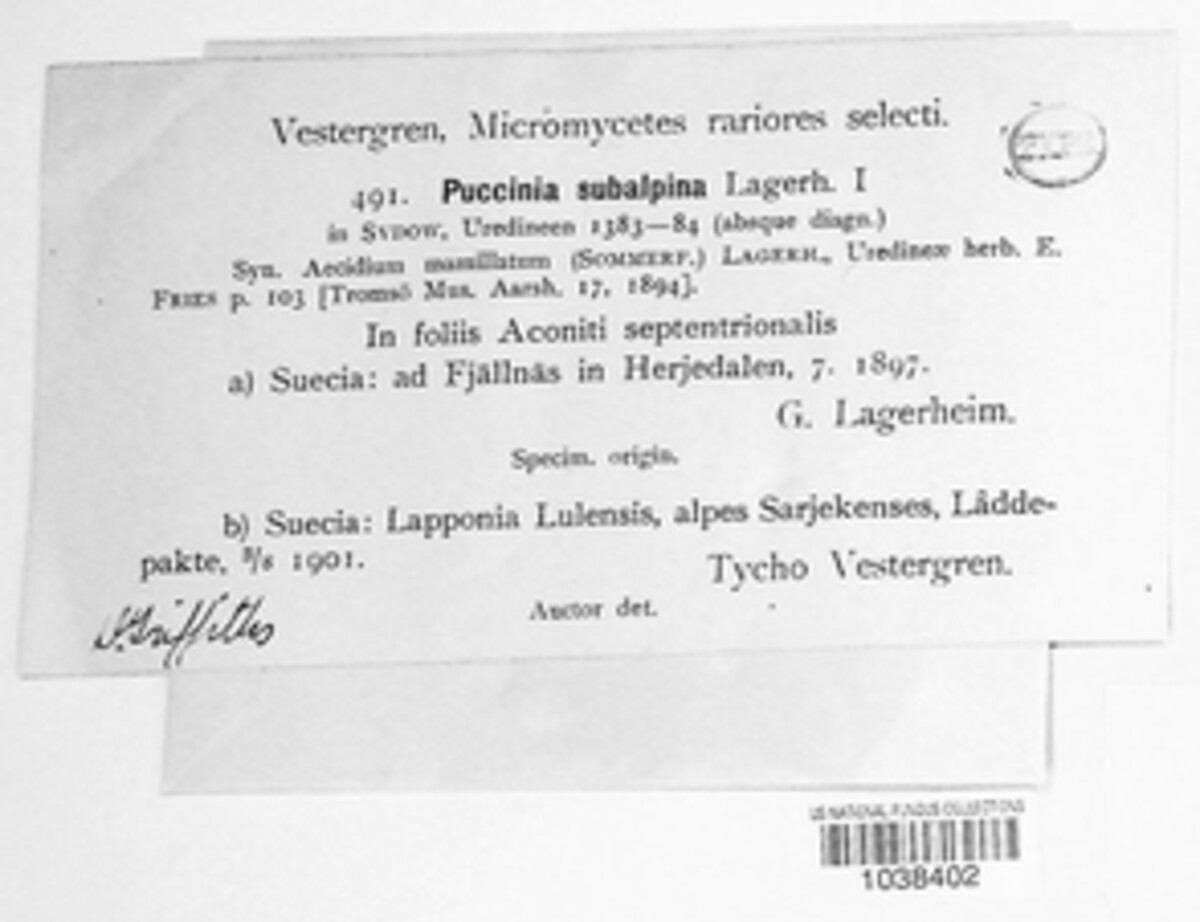 Vestergren, Micromycetes rariores selecti.
491. Puccinia subalpina Lagerh. I
in SYDOW, Uredineen 1383—84 (absque diagn.)
Syn. Aecidium mamillatum (SOMMERF.) LAGERH., Uredineæ herb. E.
FRIES p. 103 [Tromsö Mus. Aarsh. 17, 1894].
In foliis Aconiti septentrionalis
a) Suecia: ad Fjällnäs in Herjedalen, 7. 1897.
G. Lagerheim.
Specim. origin.
b) Suecia: Lapponia Lulensis, alpes Sarjekenses, Lådde-
pakte, 1901.
Tycho Vestergren.
Auctor det.
Griffiths
US NATIONAL FUNGUS COLLECTIONS
1038402